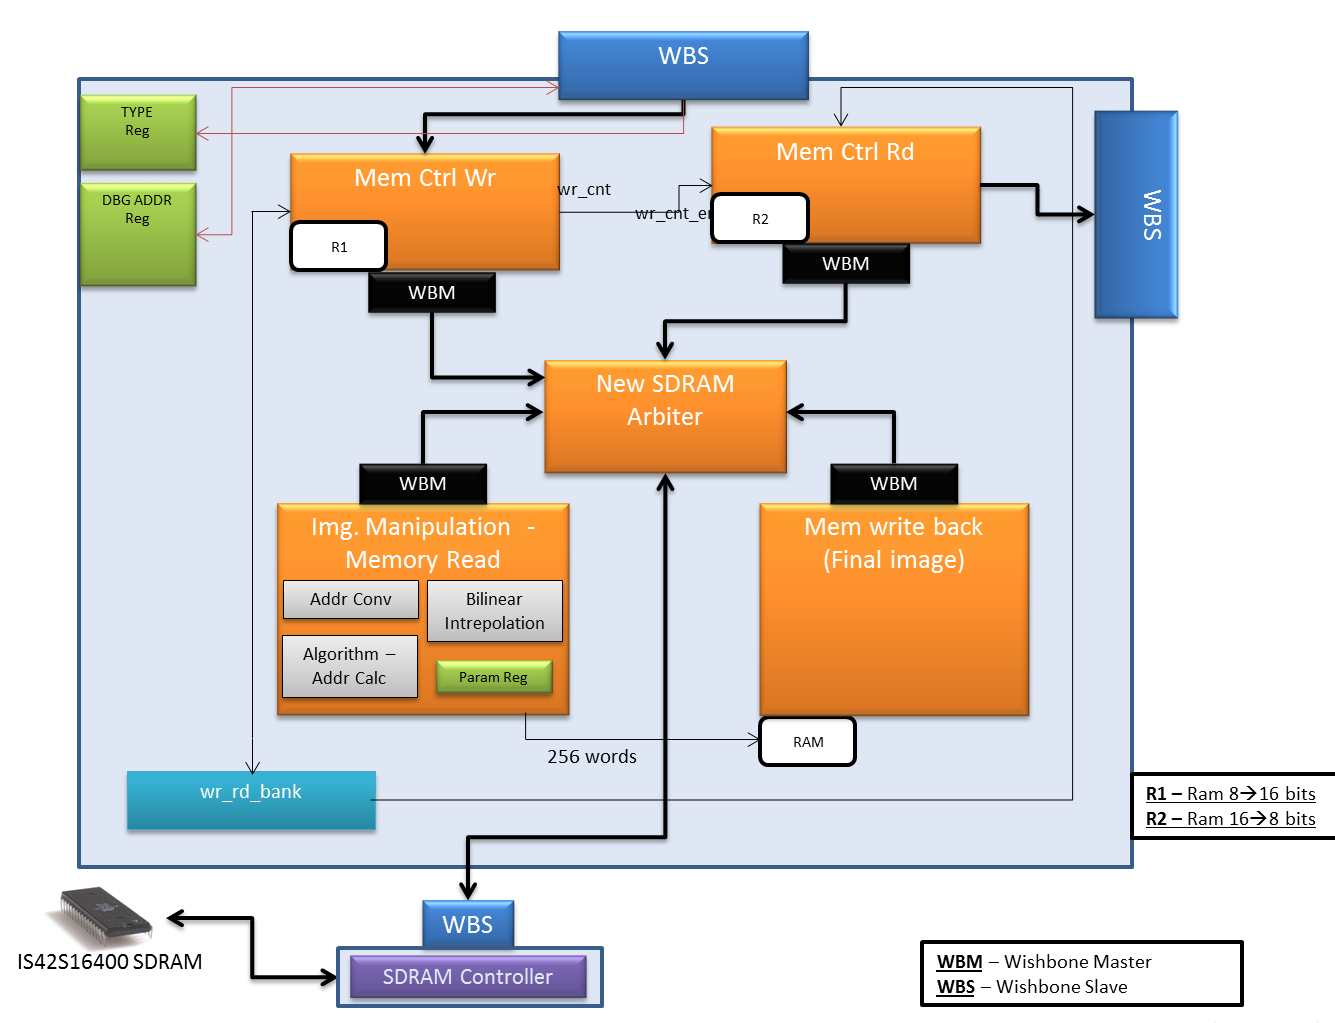 WBS
TYPE
Reg
DBG ADDR
Reg
Mem Ctrl Wr
R1
WBM
wr_cnt
wr_cnt_er
Mem Ctrl Rd
R2
WBM
WBS
New SDRAM
Arbiter
WBM
Img. Manipulation -
Memory Read
Addr Conv
Bilinear
Intrepolation
Algorithm –
Addr Calc
Param Reg
WBM
Mem write back
(Final image)
RAM
256 words
wr_rd_bank
R1 – Ram 8→16 bits
R2 – Ram 16→8 bits
WBS
SDRAM Controller
IS42S16400 SDRAM
WBM – Wishbone Master
WBS – Wishbone Slave